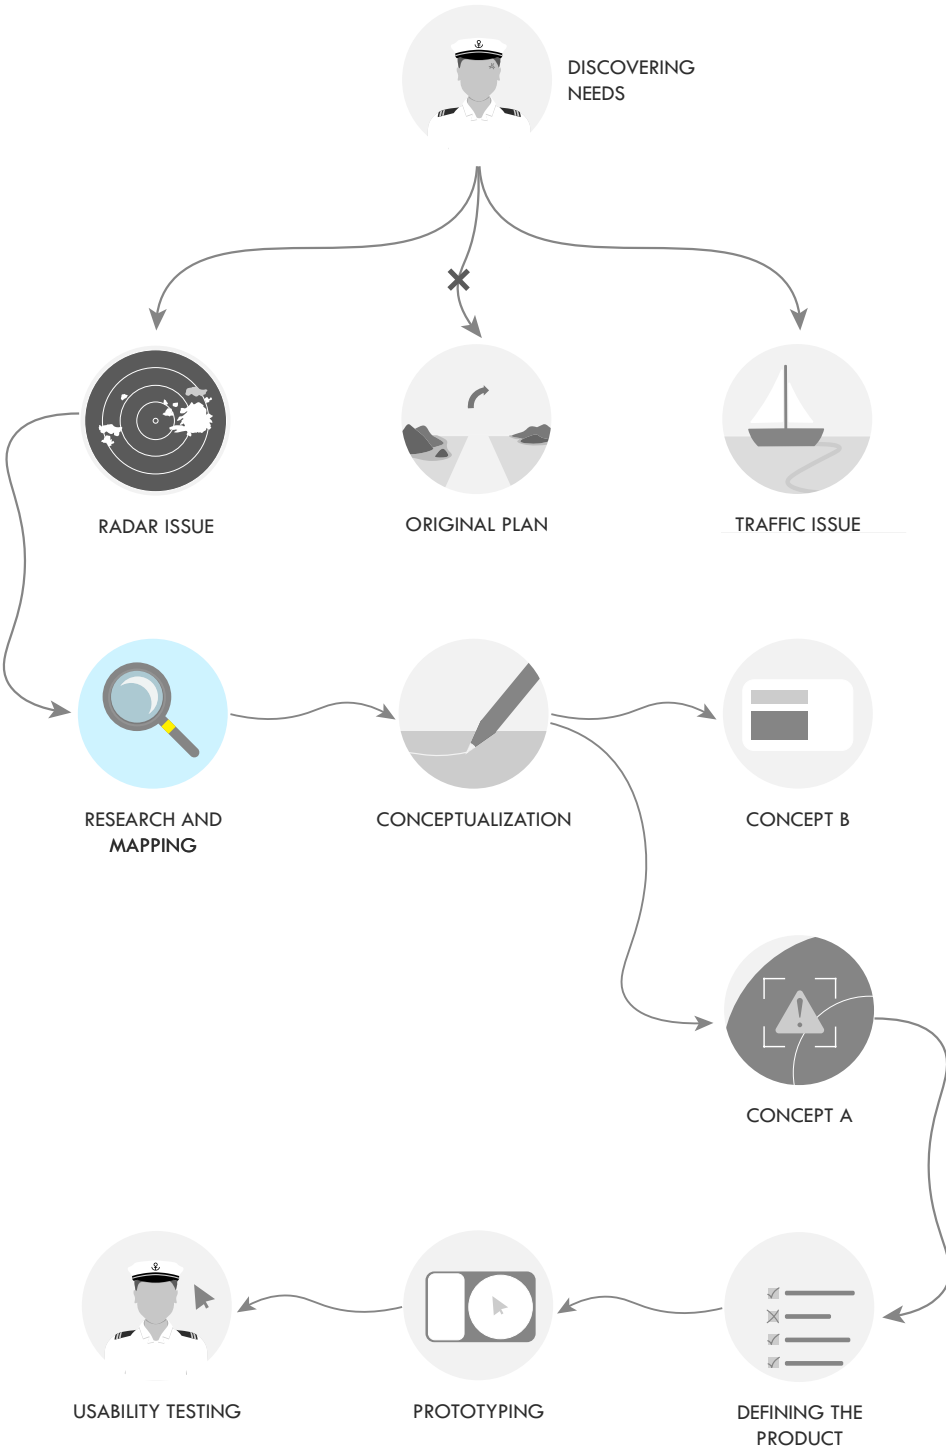 DISCOVERING
NEEDS
RADAR ISSUE
ORIGINAL PLAN
TRAFFIC ISSUE
RESEARCH AND
MAPPING
CONCEPTUALIZATION
CONCEPT B
CONCEPT A
USABILITY TESTING
PROTOTYPING
DEFINING THE
PRODUCT